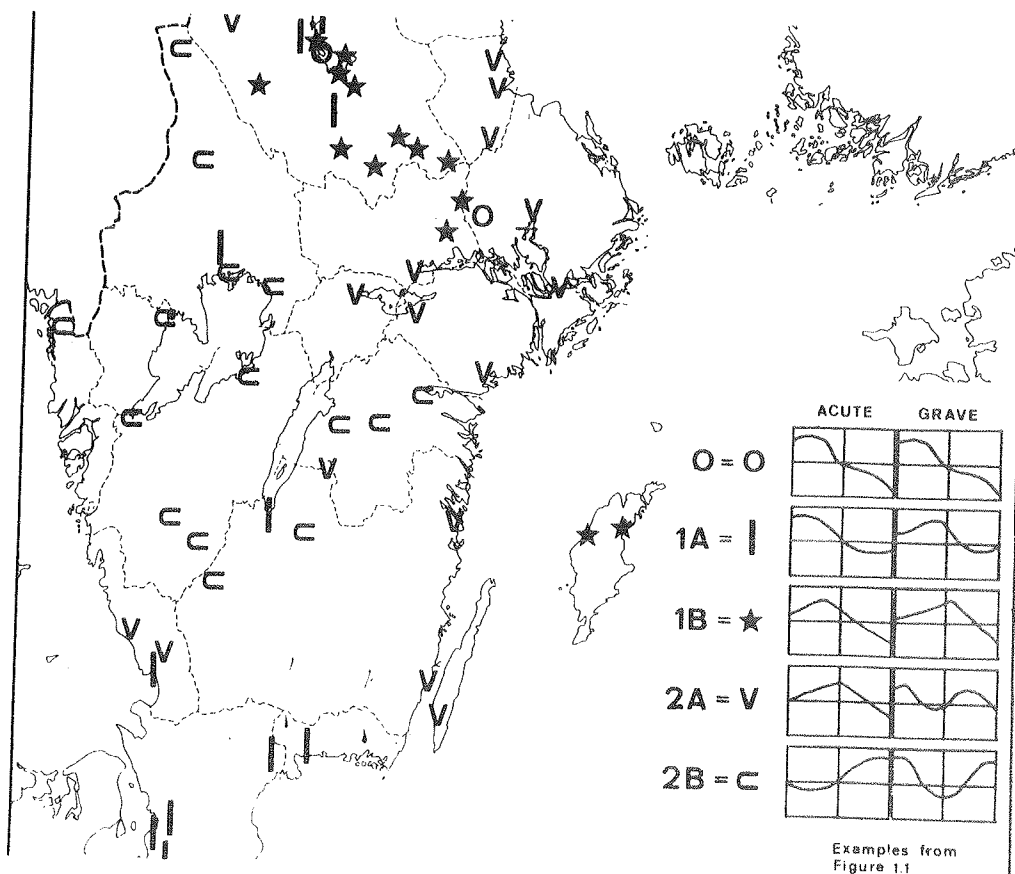 ACUTE GRAVE
O = O
1A = I
1B = ★
2A = V
2B = ⊂
Examples from
Figure 1.1